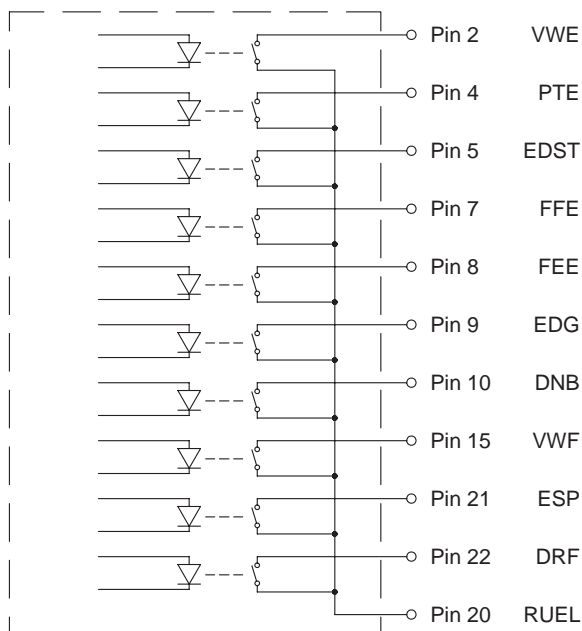 Pin 2 VWE
Pin 4 PTE
Pin 5 EDST
Pin 7 FFE
Pin 8 FEE
Pin 9 EDG
Pin 10 DNB
Pin 15 VWF
Pin 21 ESP
Pin 22 DRF
Pin 20 RUEL